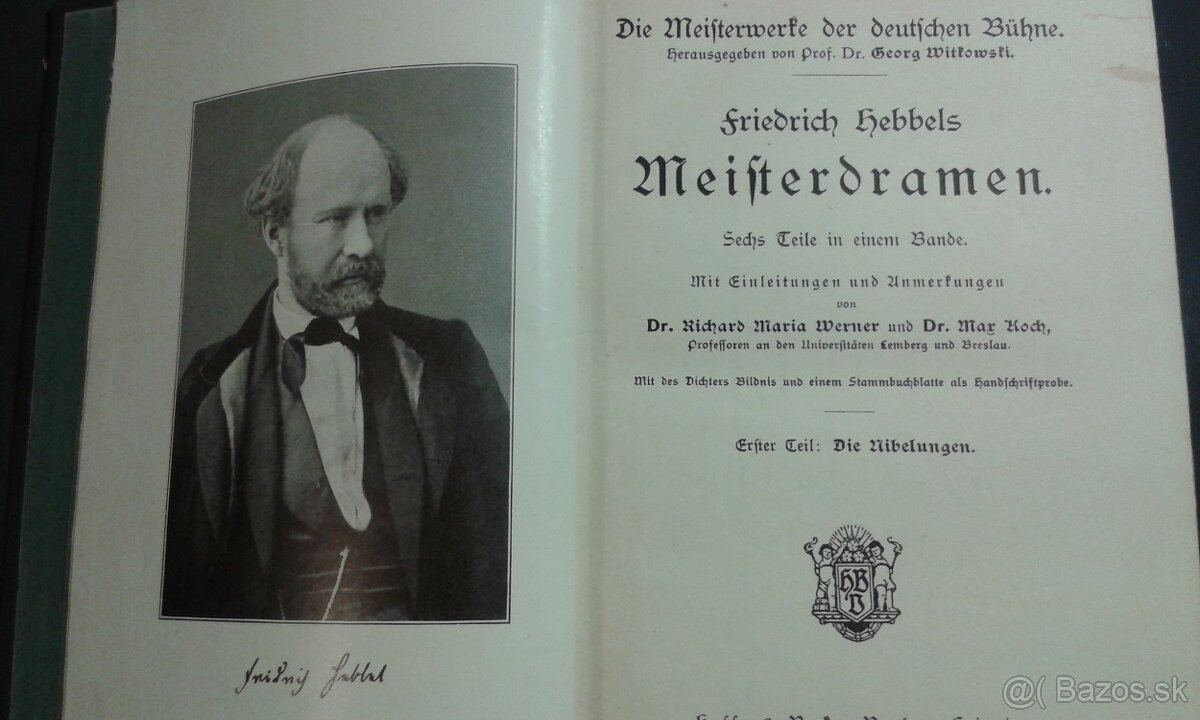 Friedrich Hebbel
Die Meiſterwerke der deutſchen Bühne.
Herausgegeben von Prof. Dr. Georg Witkowski.
Friedrich Hebbels
Meiſterdramen.
Sechs Teile in einem Bande.
Mit Einleitungen und Anmerkungen
von
Dr. Richard Maria Werner und Dr. Max Koch,
Profeſſoren an den Univerſitäten Lemberg und Breslau.
Mit des Dichters Bildnis und einem Stammbuchblatte als Handſchriftprobe.
Erſter Teil: Die Nibelungen.
HB
V
@( Bazos.sk